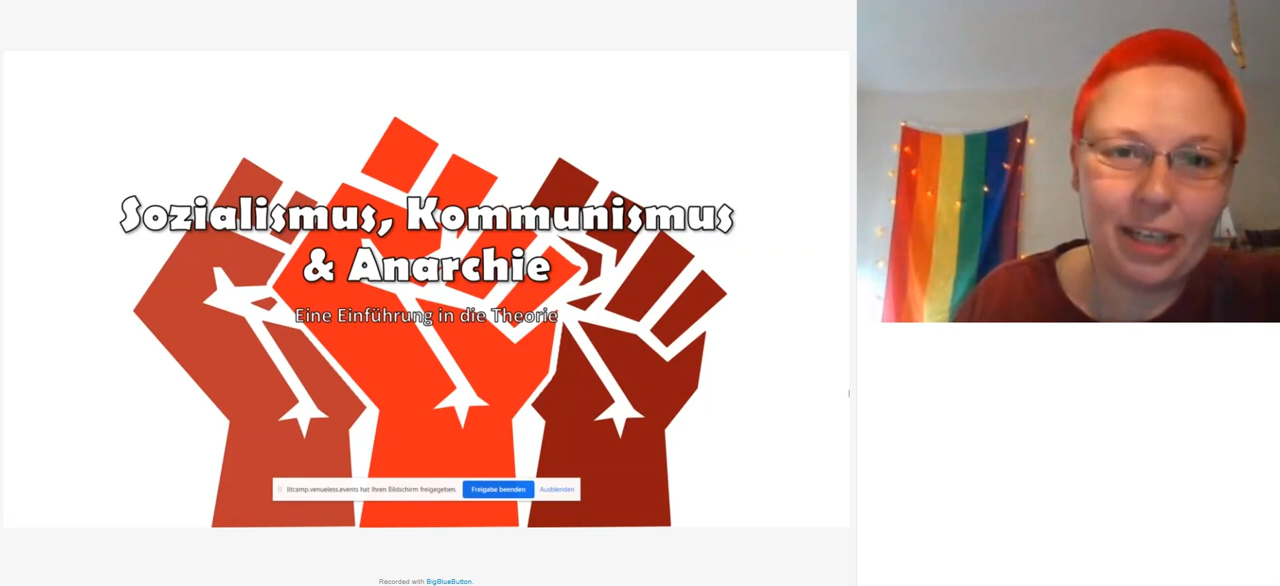 Sozialismus, Kommunismus
& Anarchie
Eine Einführung in die Theorie
litcamp.venueless.events hat Ihren Bildschirm freigegeben.
Freigabe beenden
Ausblenden
Recorded with BigBlueButton.